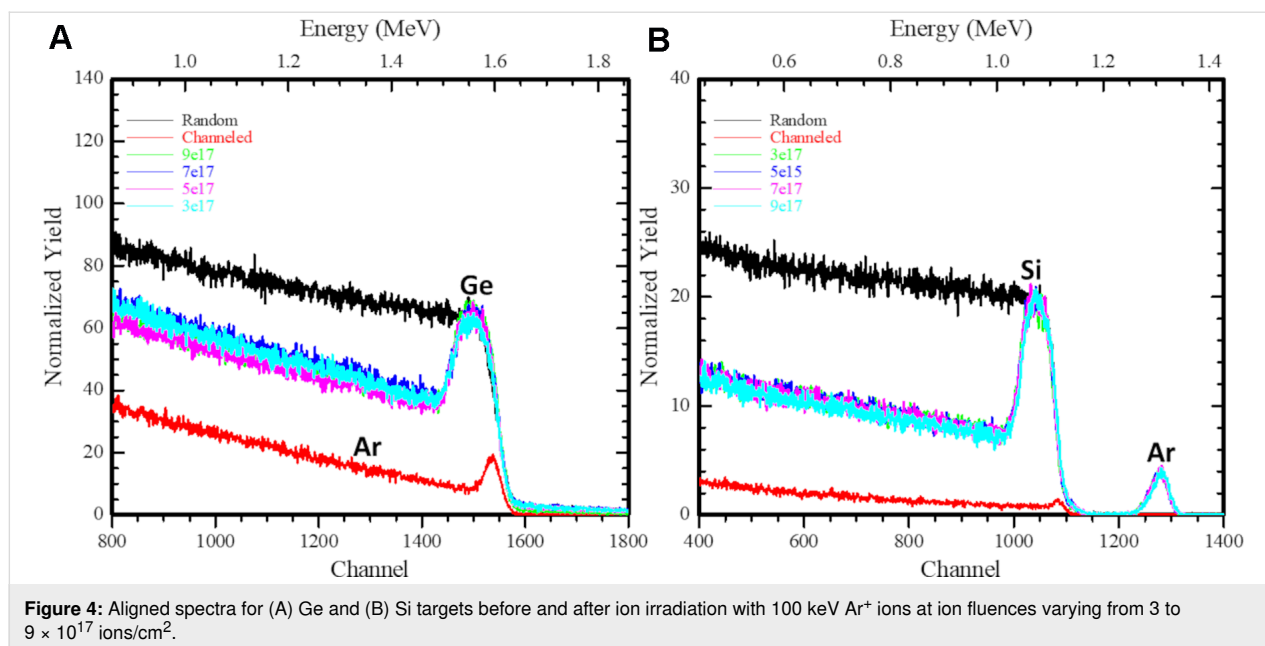 A
Energy (MeV)
1.0 1.2 1.4 1.6 1.8
140
120
100
80
60
40
20
0
Normalized Yield
Random
Channeled
9e17
7e17
5e17
3e17
Ge
Ar
800 1000 1200 1400 1600 1800
Channel
B
Energy (MeV)
0.6 0.8 1.0 1.2 1.4
40
30
20
10
0
Normalized Yield
Random
Channeled
3e17
5e15
7e17
9e17
Si
Ar
400 600 800 1000 1200 1400
Channel
Figure 4: Aligned spectra for (A) Ge and (B) Si targets before and after ion irradiation with 100 keV Ar⁺ ions at ion fluences varying from 3 to
9 × 10¹⁷ ions/cm².